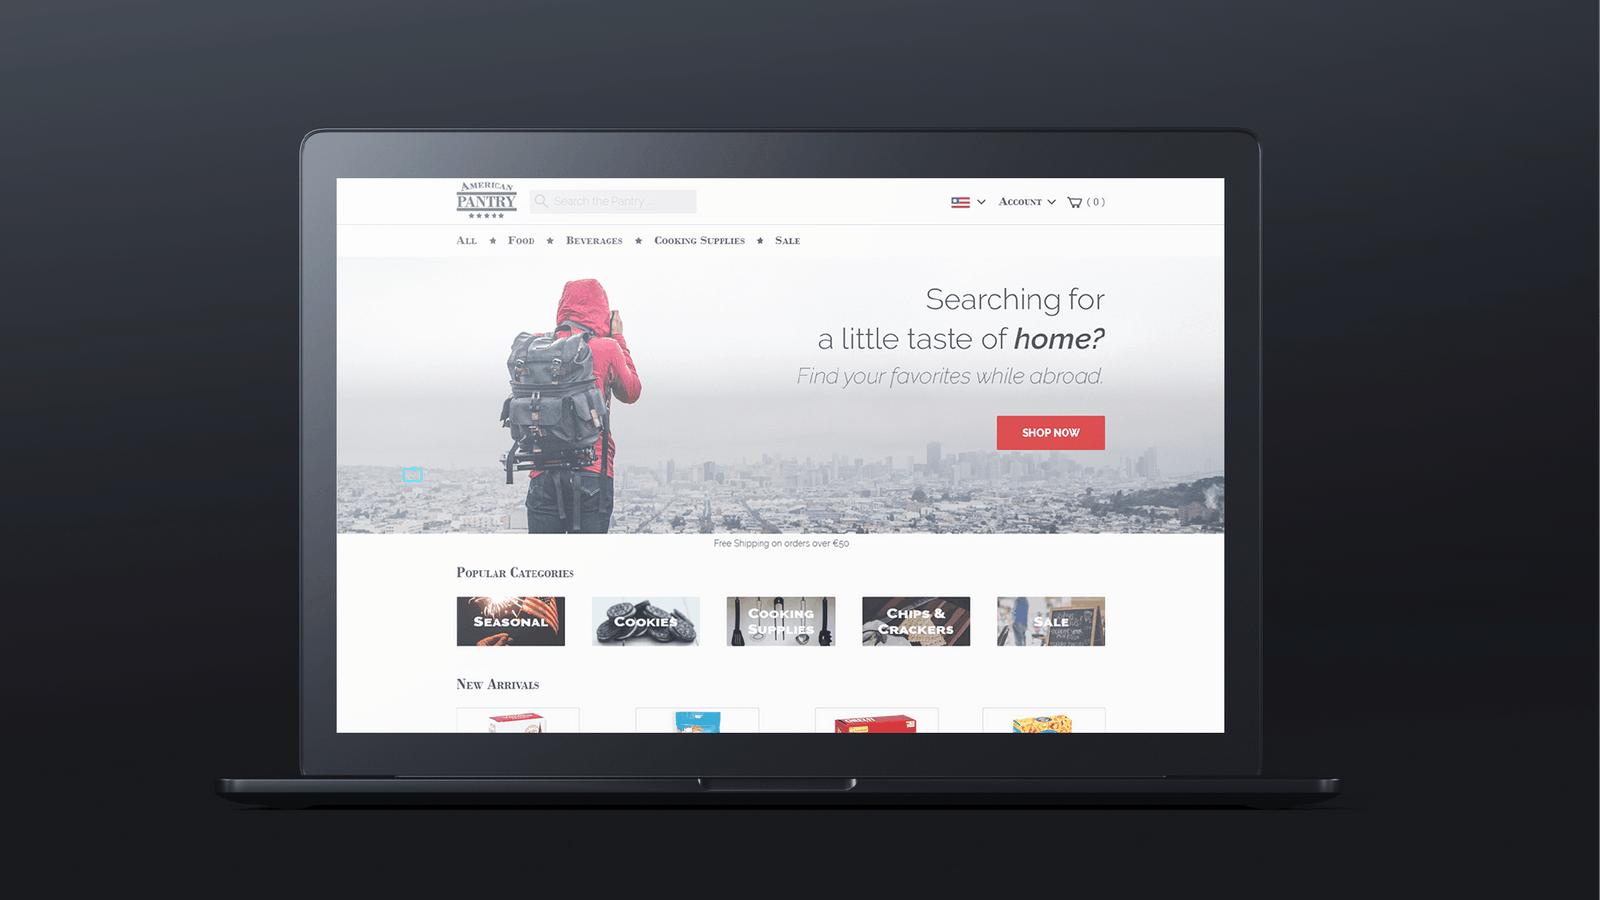 AMERICAN
PANTRY
Search the Pantry...
ACCOUNT
( 0 )
ALL ★ FOOD ★ BEVERAGES ★ COOKING SUPPLIES ★ SALE
Searching for
a little taste of home?
Find your favorites while abroad.
SHOP NOW
Free Shipping on orders over €50
POPULAR CATEGORIES
SEASONAL
COOKIES
COOKING
SUPPLIES
CHIPS &
CRACKERS
SALE
NEW ARRIVALS